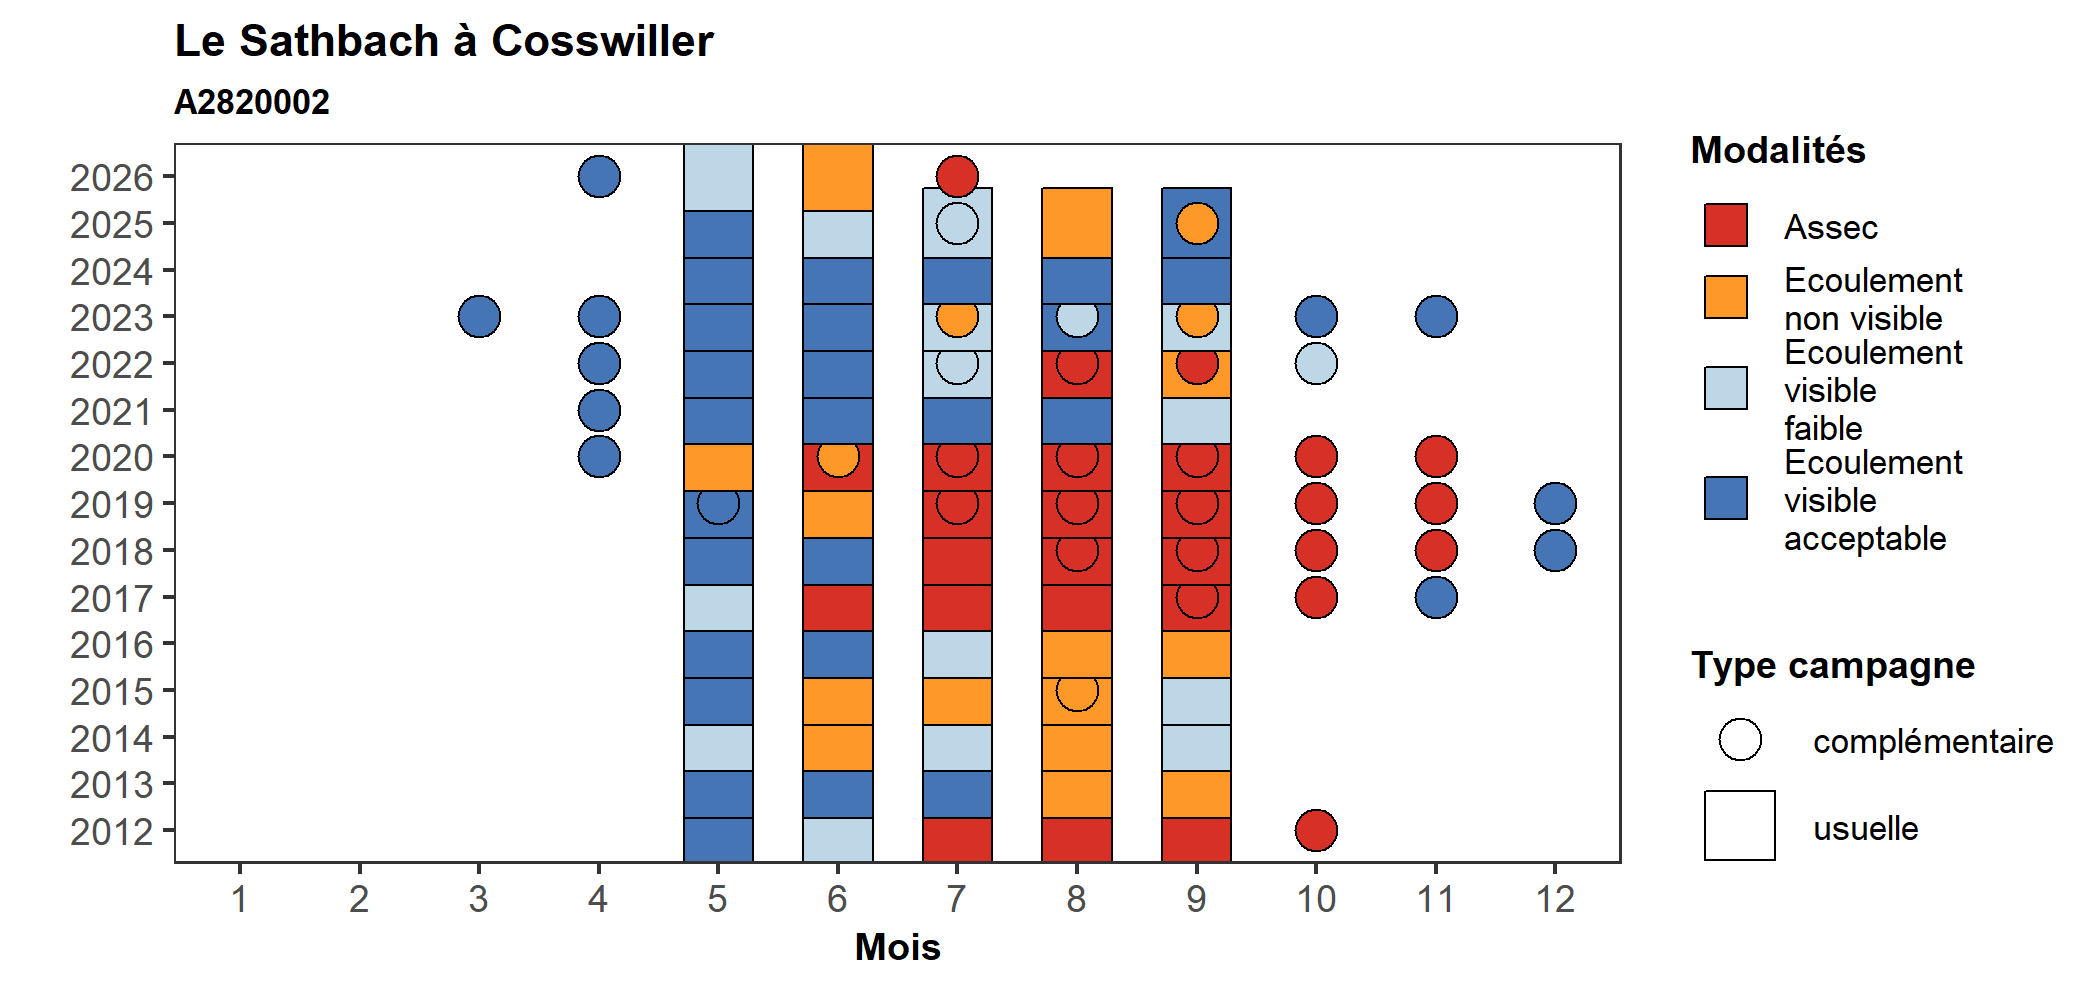 Le Sathbach à Cosswiller
A2820002
2026
2025
2024
2023
2022
2021
2020
2019
2018
2017
2016
2015
2014
2013
2012
1 2 3 4 5 6 7 8 9 10 11 12
Mois
Modalités
Assec
Ecoulement
non visible
Ecoulement
visible
faible
Ecoulement
visible
acceptable
Type campagne
complémentaire
usuelle